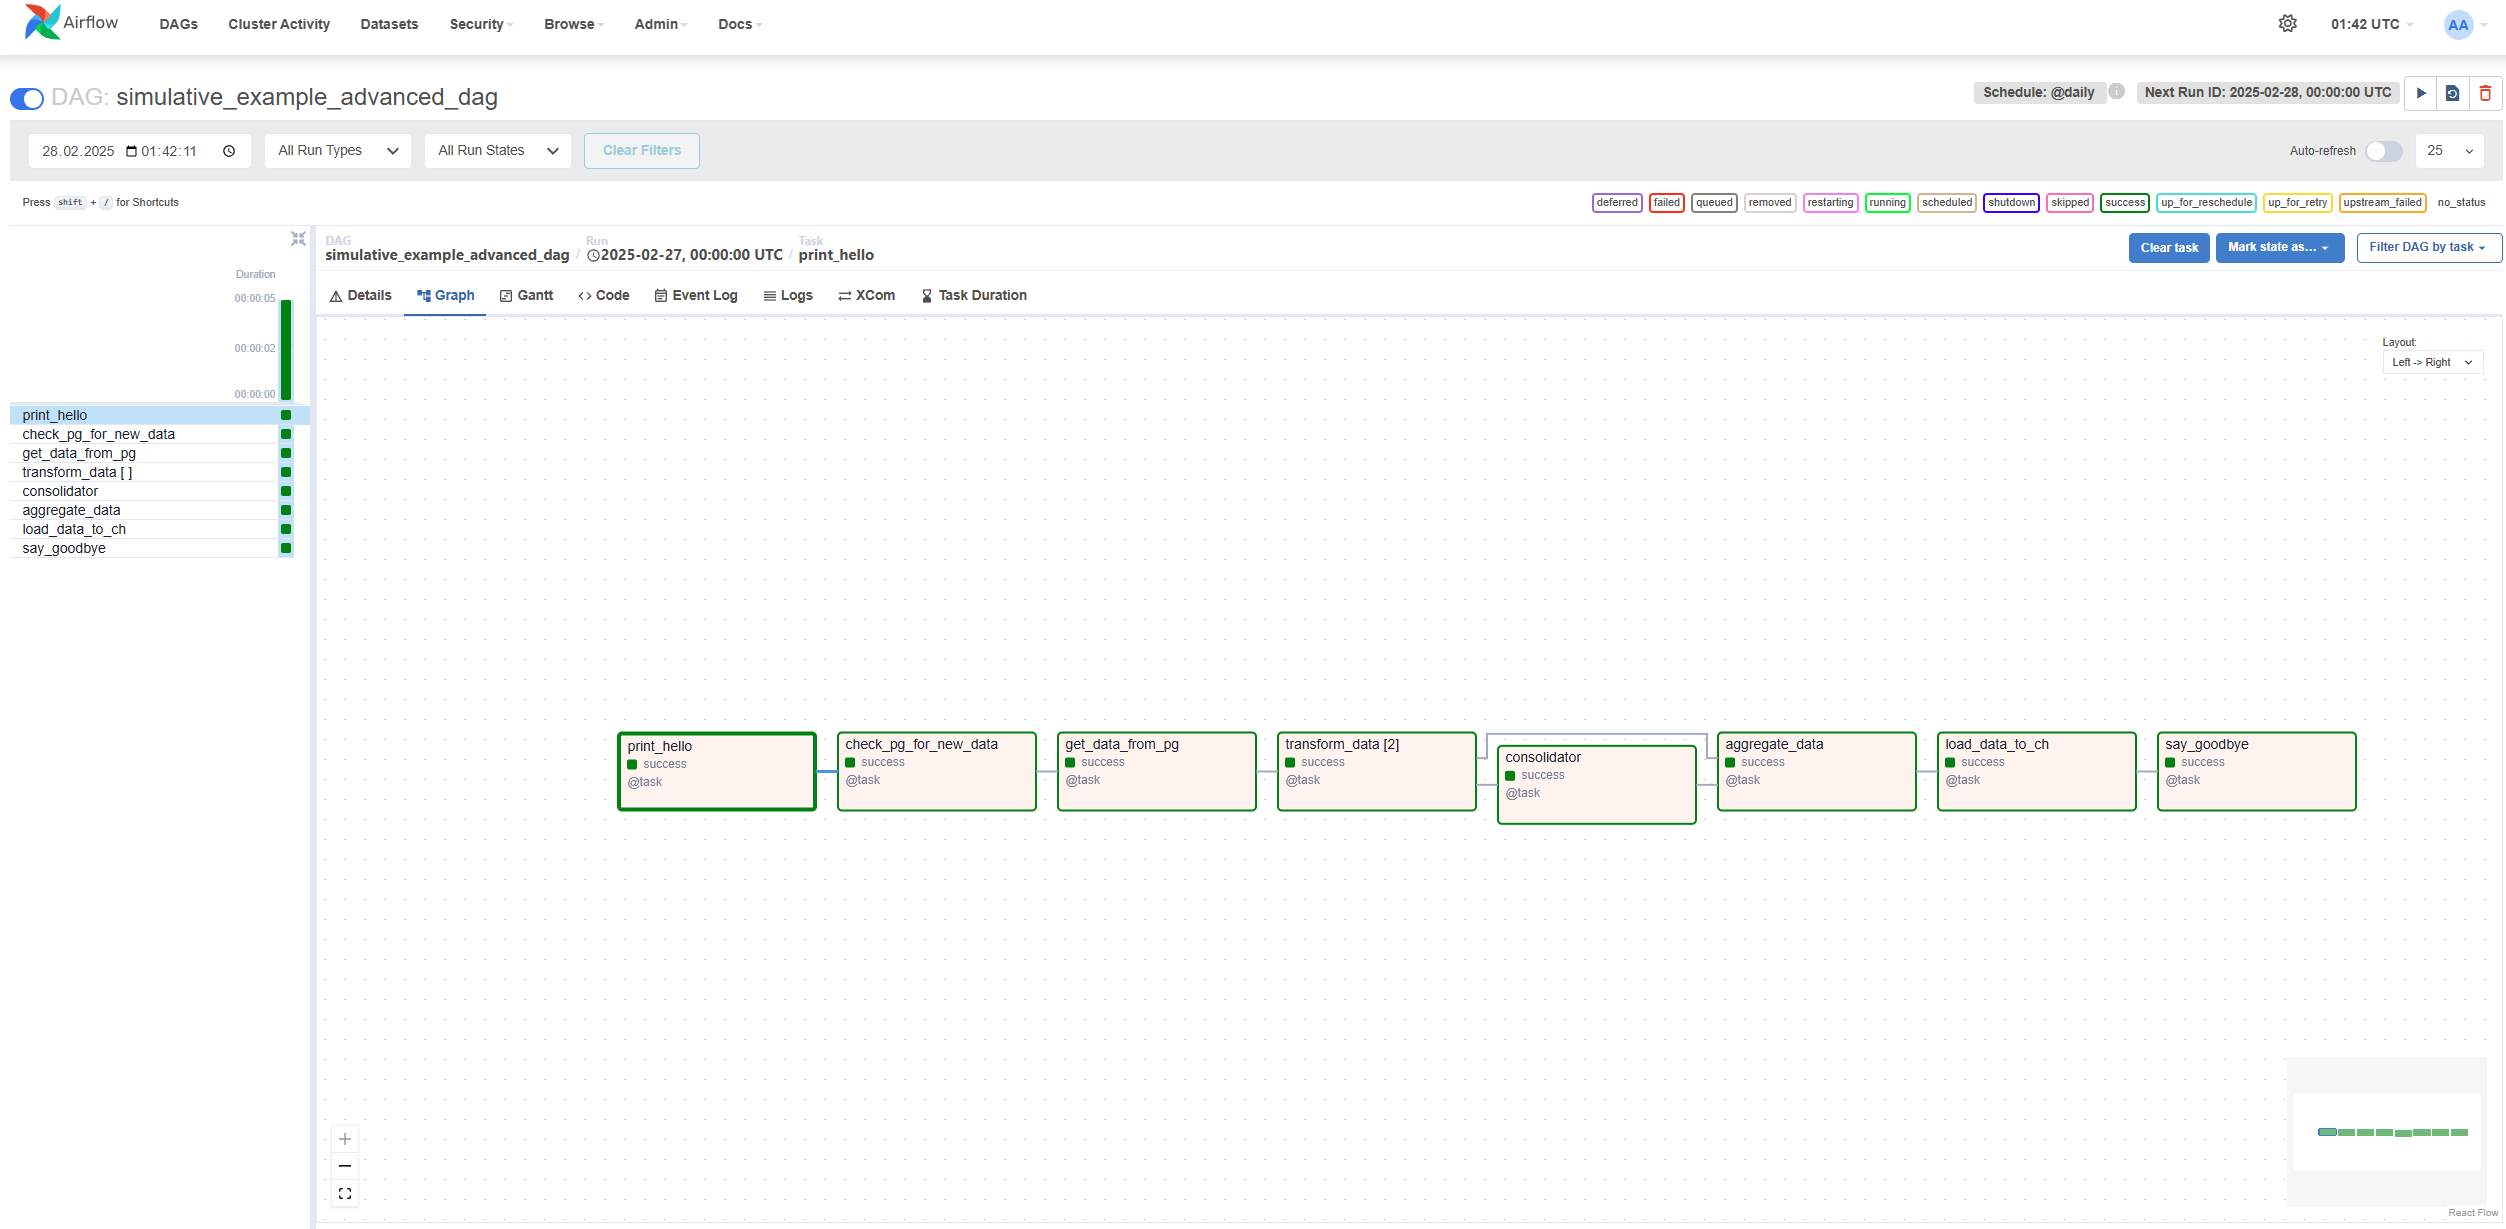 Airflow DAGs Cluster Activity Datasets Security Browse Admin Docs 01:42 UTC AA
DAG: simulative_example_advanced_dag Schedule: @daily i Next Run ID: 2025-02-28, 00:00:00 UTC
28.02.2025 01:42:11 All Run Types All Run States Clear Filters Auto-refresh 25
Press shift + / for Shortcuts deferred failed queued removed restarting running scheduled shutdown skipped success up_for_reschedule up_for_retry upstream_failed no_status
DAG Run Task
simulative_example_advanced_dag / 2025-02-27, 00:00:00 UTC / print_hello
Clear task Mark state as... Filter DAG by task
Details Graph Gantt Code Event Log Logs XCom Task Duration
Duration
00:00:05
00:00:02
00:00:00
print_hello
check_pg_for_new_data
get_data_from_pg
transform_data [ ]
consolidator
aggregate_data
load_data_to_ch
say_goodbye
Layout:
Left -> Right
print_hello
success
@task
check_pg_for_new_data
success
@task
get_data_from_pg
success
@task
transform_data [2]
success
@task
consolidator
success
@task
aggregate_data
success
@task
load_data_to_ch
success
@task
say_goodbye
success
@task
React Flow